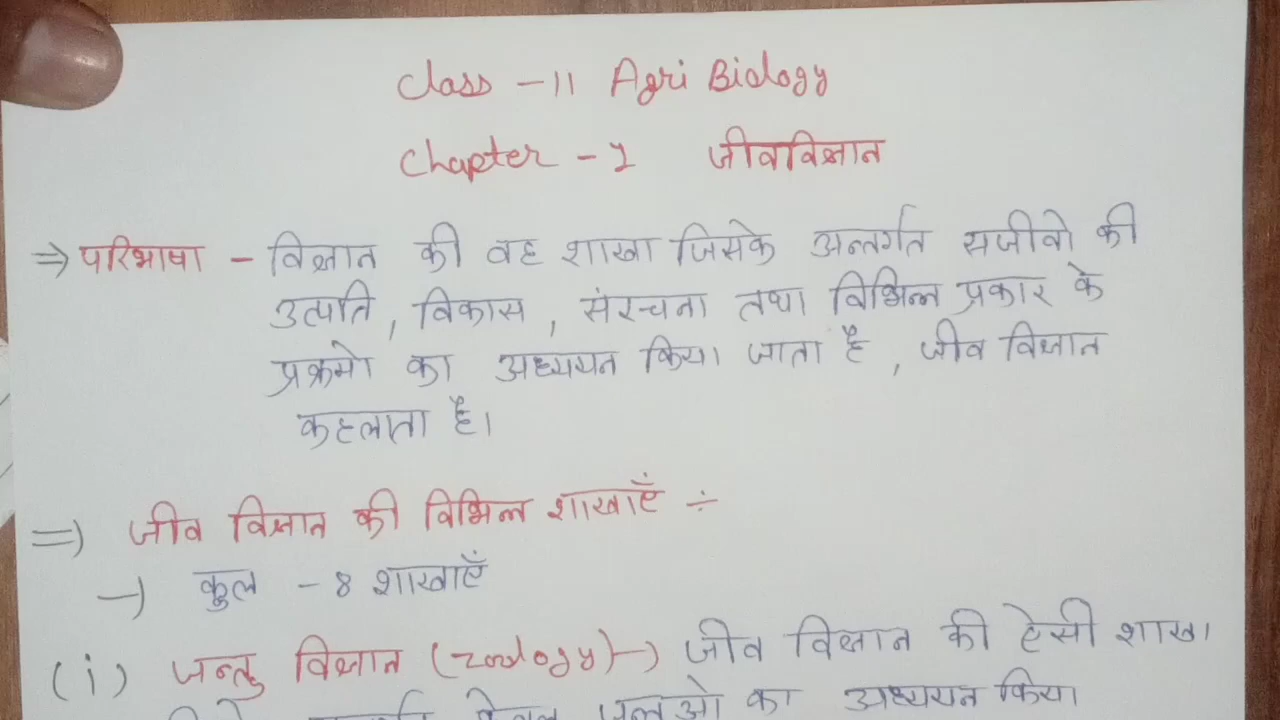 Class - 11 Agri Biology
Chapter - 1 जीवविज्ञान
⇒ परिभाषा - विज्ञान की वह शाखा जिसके अन्तर्गत सजीवो की
उत्पति, विकास, संरचना तथा विभिन्न प्रकार के
प्रक्रमो का अध्ययन किया जाता है, जीव विज्ञान
कहलाता है।
⇒ जीव विज्ञान की विभिन्न शाखाएँ ÷
→ कुल - 8 शाखाएँ
(i) जन्तु विज्ञान (zoology) → जीव विज्ञान की ऐसी शाखा
केवल का अध्ययन किया